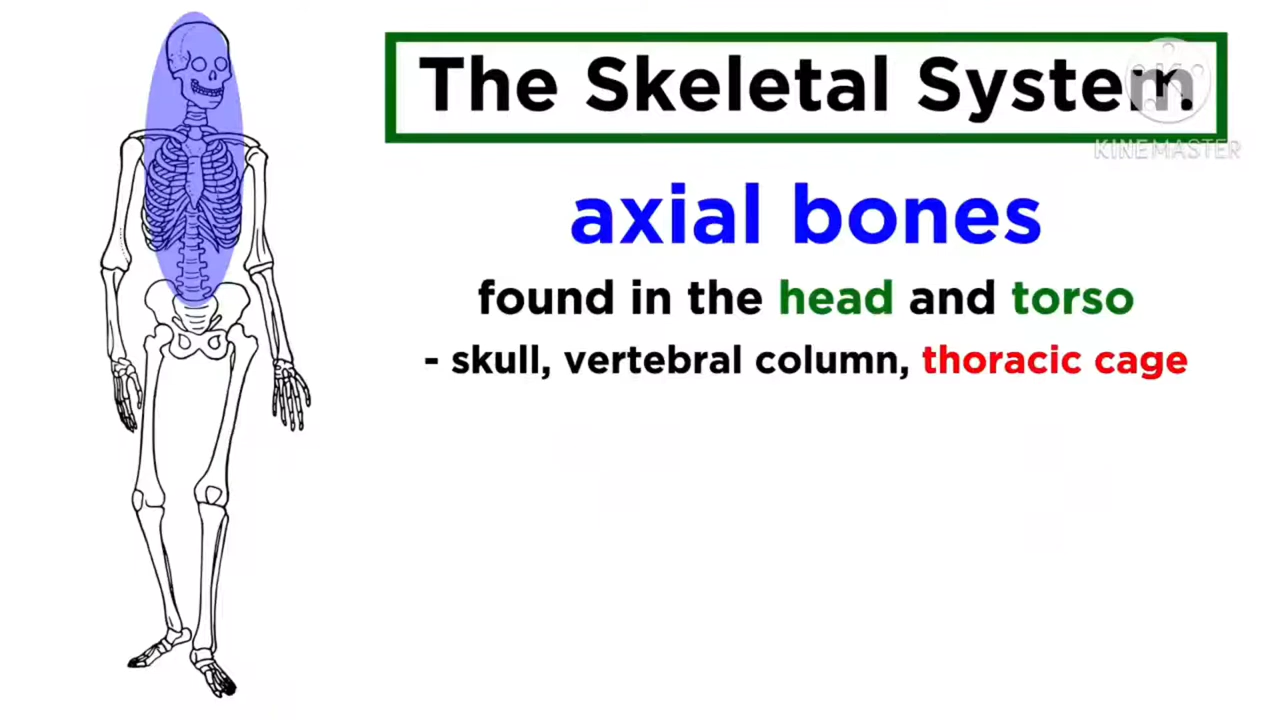 The Skeletal System
KINEMASTER
axial bones
found in the head and torso
- skull, vertebral column, thoracic cage